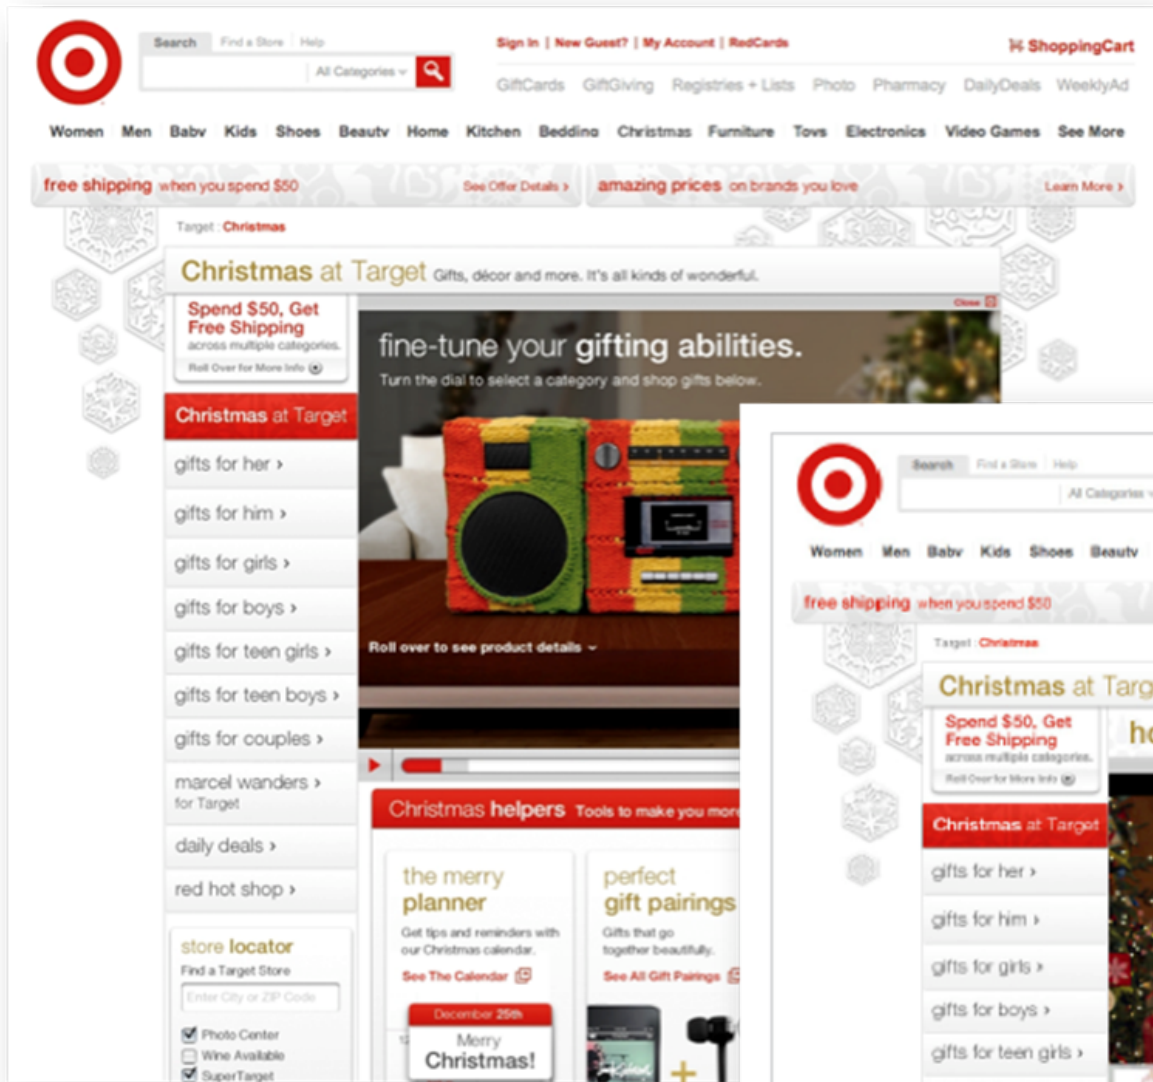 Search Find a Store | Help
All Categories
Sign In | New Guest? | My Account | RedCards
ShoppingCart
GiftCards GiftGiving Registries + Lists Photo Pharmacy DailyDeals WeeklyAd
Women Men Baby Kids Shoes Beauty Home Kitchen Bedding Christmas Furniture Toys Electronics Video Games See More
free shipping when you spend $50 See Offer Details ›
amazing prices on brands you love Learn More ›
Target : Christmas
Christmas at Target Gifts, décor and more. It's all kinds of wonderful.
Spend $50, Get
Free Shipping
across multiple categories.
Roll Over for More Info
Christmas at Target
gifts for her ›
gifts for him ›
gifts for girls ›
gifts for boys ›
gifts for teen girls ›
gifts for teen boys ›
gifts for couples ›
marcel wanders ›
for Target
daily deals ›
red hot shop ›
store locator
Find a Target Store
Enter City or ZIP Code
Photo Center
Wine Available
SuperTarget
Close
fine-tune your gifting abilities.
Turn the dial to select a category and shop gifts below.
Roll over to see product details
Christmas helpers Tools to make you more
the merry
planner
Get tips and reminders with
our Christmas calendar.
See The Calendar
December 25th
Merry
Christmas!
perfect
gift pairings
Gifts that go
together beautifully.
See All Gift Pairings
+
Search Find a Store | Help
All Categories
Women Men Baby Kids Shoes Beauty
free shipping when you spend $50
Target : Christmas
Christmas at Targ
Spend $50, Get
Free Shipping
across multiple categories.
Roll Over for More Info
ho
Christmas at Target
gifts for her ›
gifts for him ›
gifts for girls ›
gifts for boys ›
gifts for teen girls ›